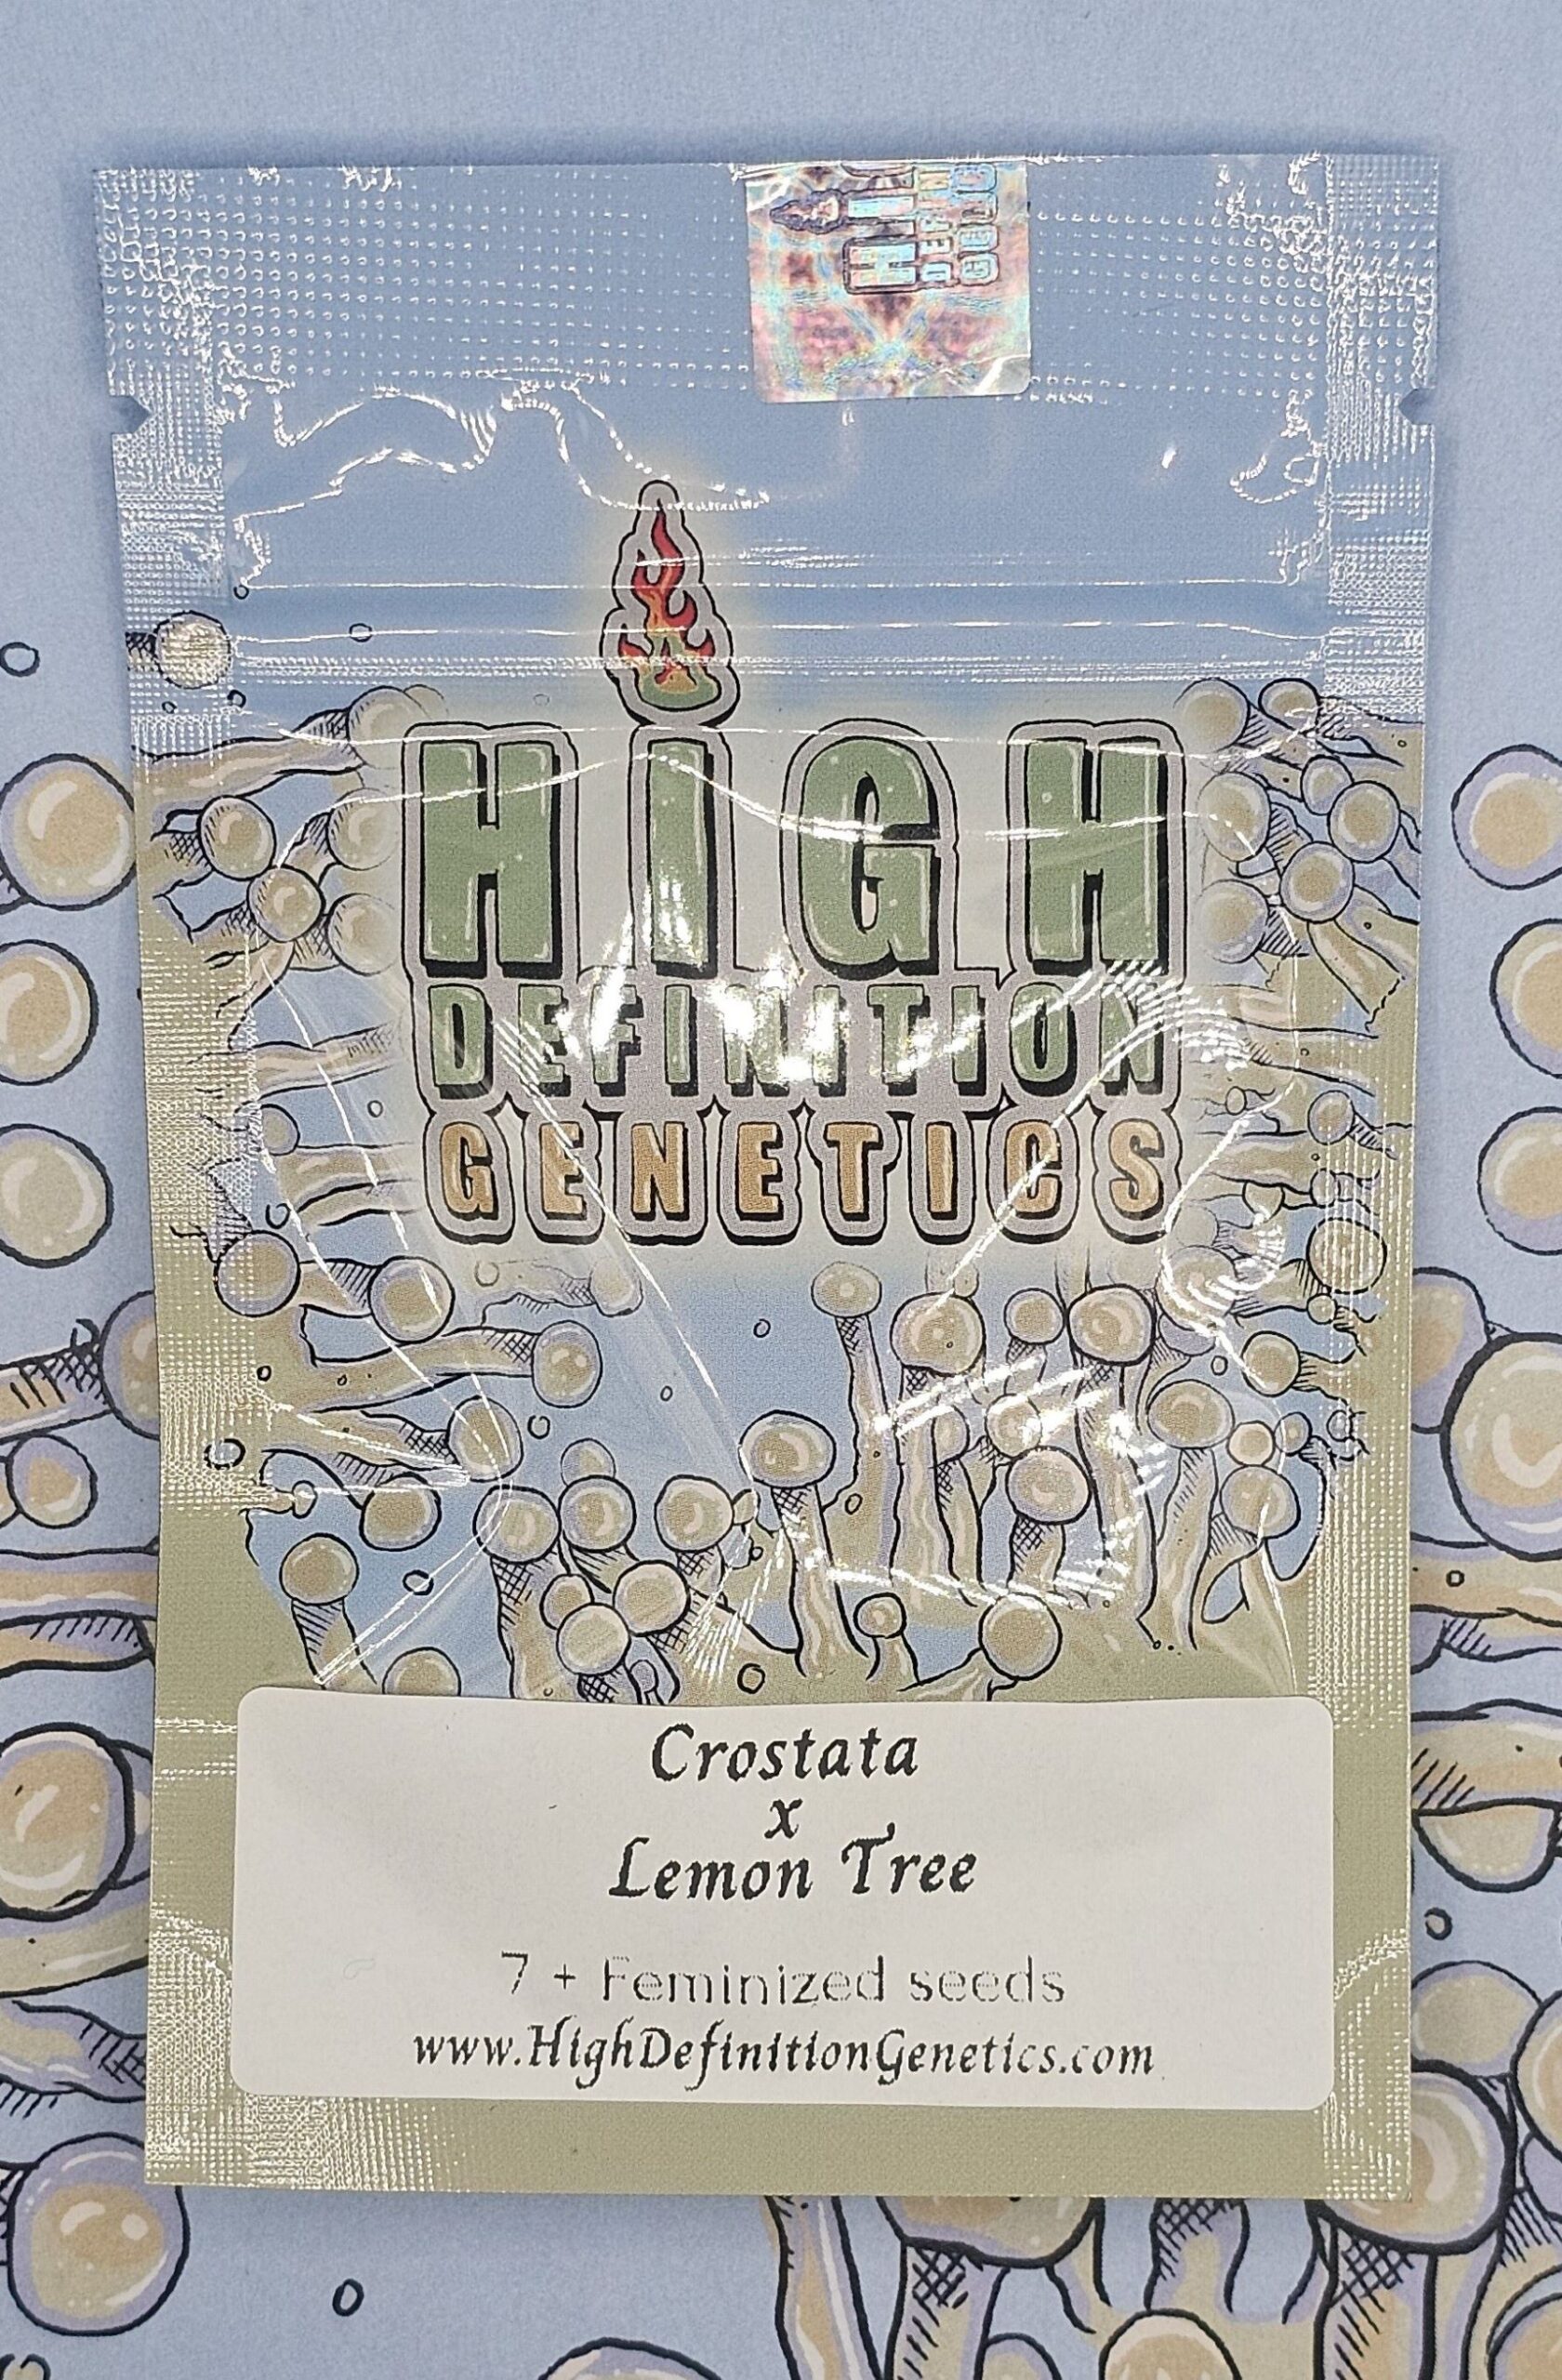 HIGH
DEFINITION
GENETICS
Crostata
x
Lemon Tree
7 + Feminized seeds
www.HighDefinitionGenetics.com